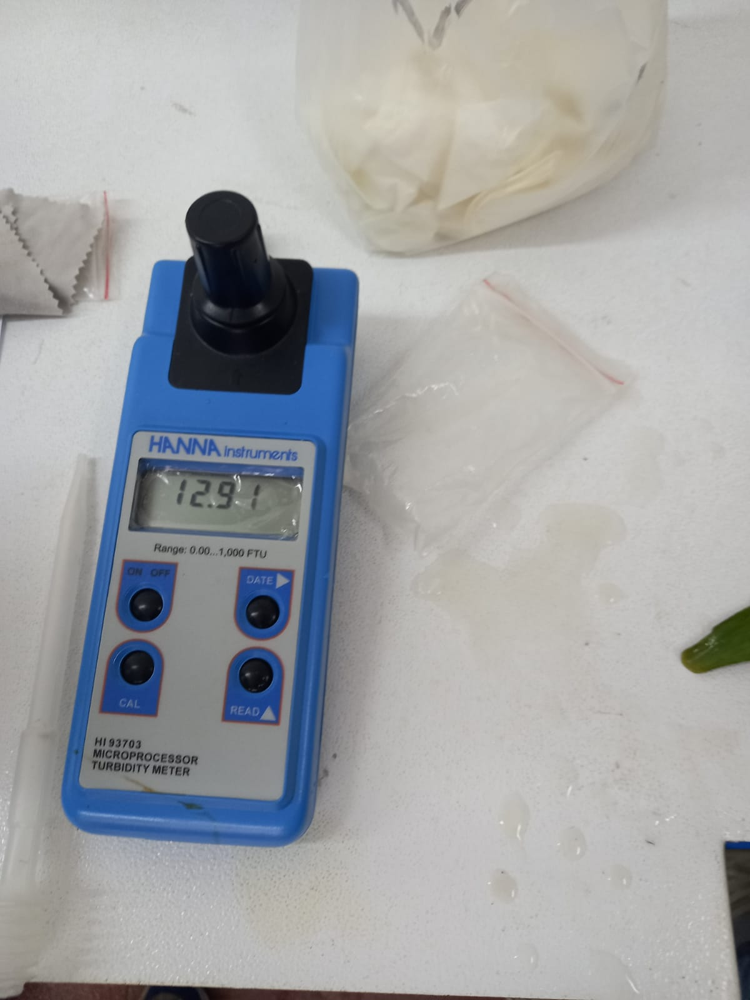 HANNA instruments
12.91
Range: 0.00...1,000 FTU
ON OFF
DATE
CAL
READ
HI 93703
MICROPROCESSOR
TURBIDITY METER